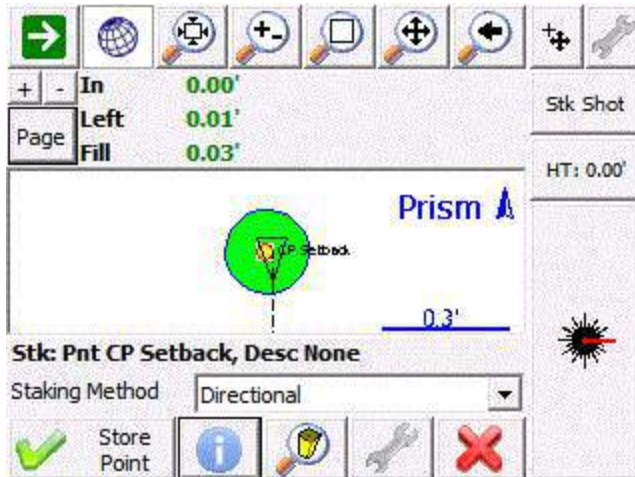 + - In 0.00'
Left 0.01'
Page
Fill 0.03'
Stk Shot
HT: 0.00'
Prism
CP Setback
0.3'
Stk: Pnt CP Setback, Desc None
Staking Method Directional
Store
Point